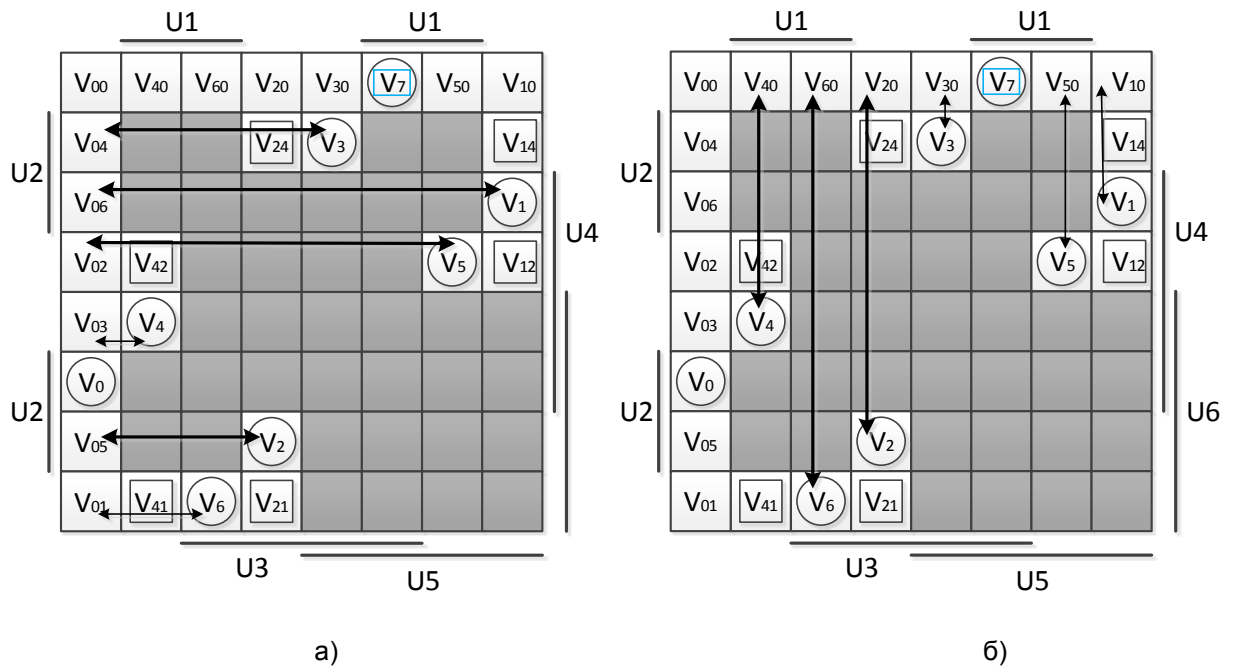 U1 U1
V00 V40 V60 V20 V30 V7 V50 V10
V04 V24 V3 V14
U2
V06 V1
U4
V02 V42 V5 V12
V03 V4
V0
U2
V05 V2
V01 V41 V6 V21
U3
U5
а)
U1 U1
V00 V40 V60 V20 V30 V7 V50 V10
V04 V24 V3 V14
U2
V06 V1
U4
V02 V42 V5 V12
V03 V4
V0
U2 U6
V05 V2
V01 V41 V6 V21
U3
U5
б)